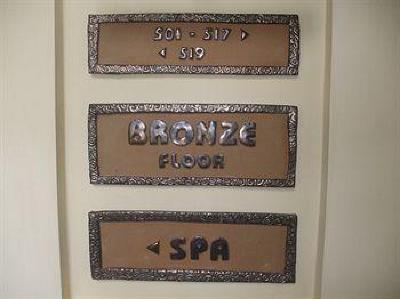 501 - 517 ▶
◀ 519
BRONZE
FLOOR
◀ SPA